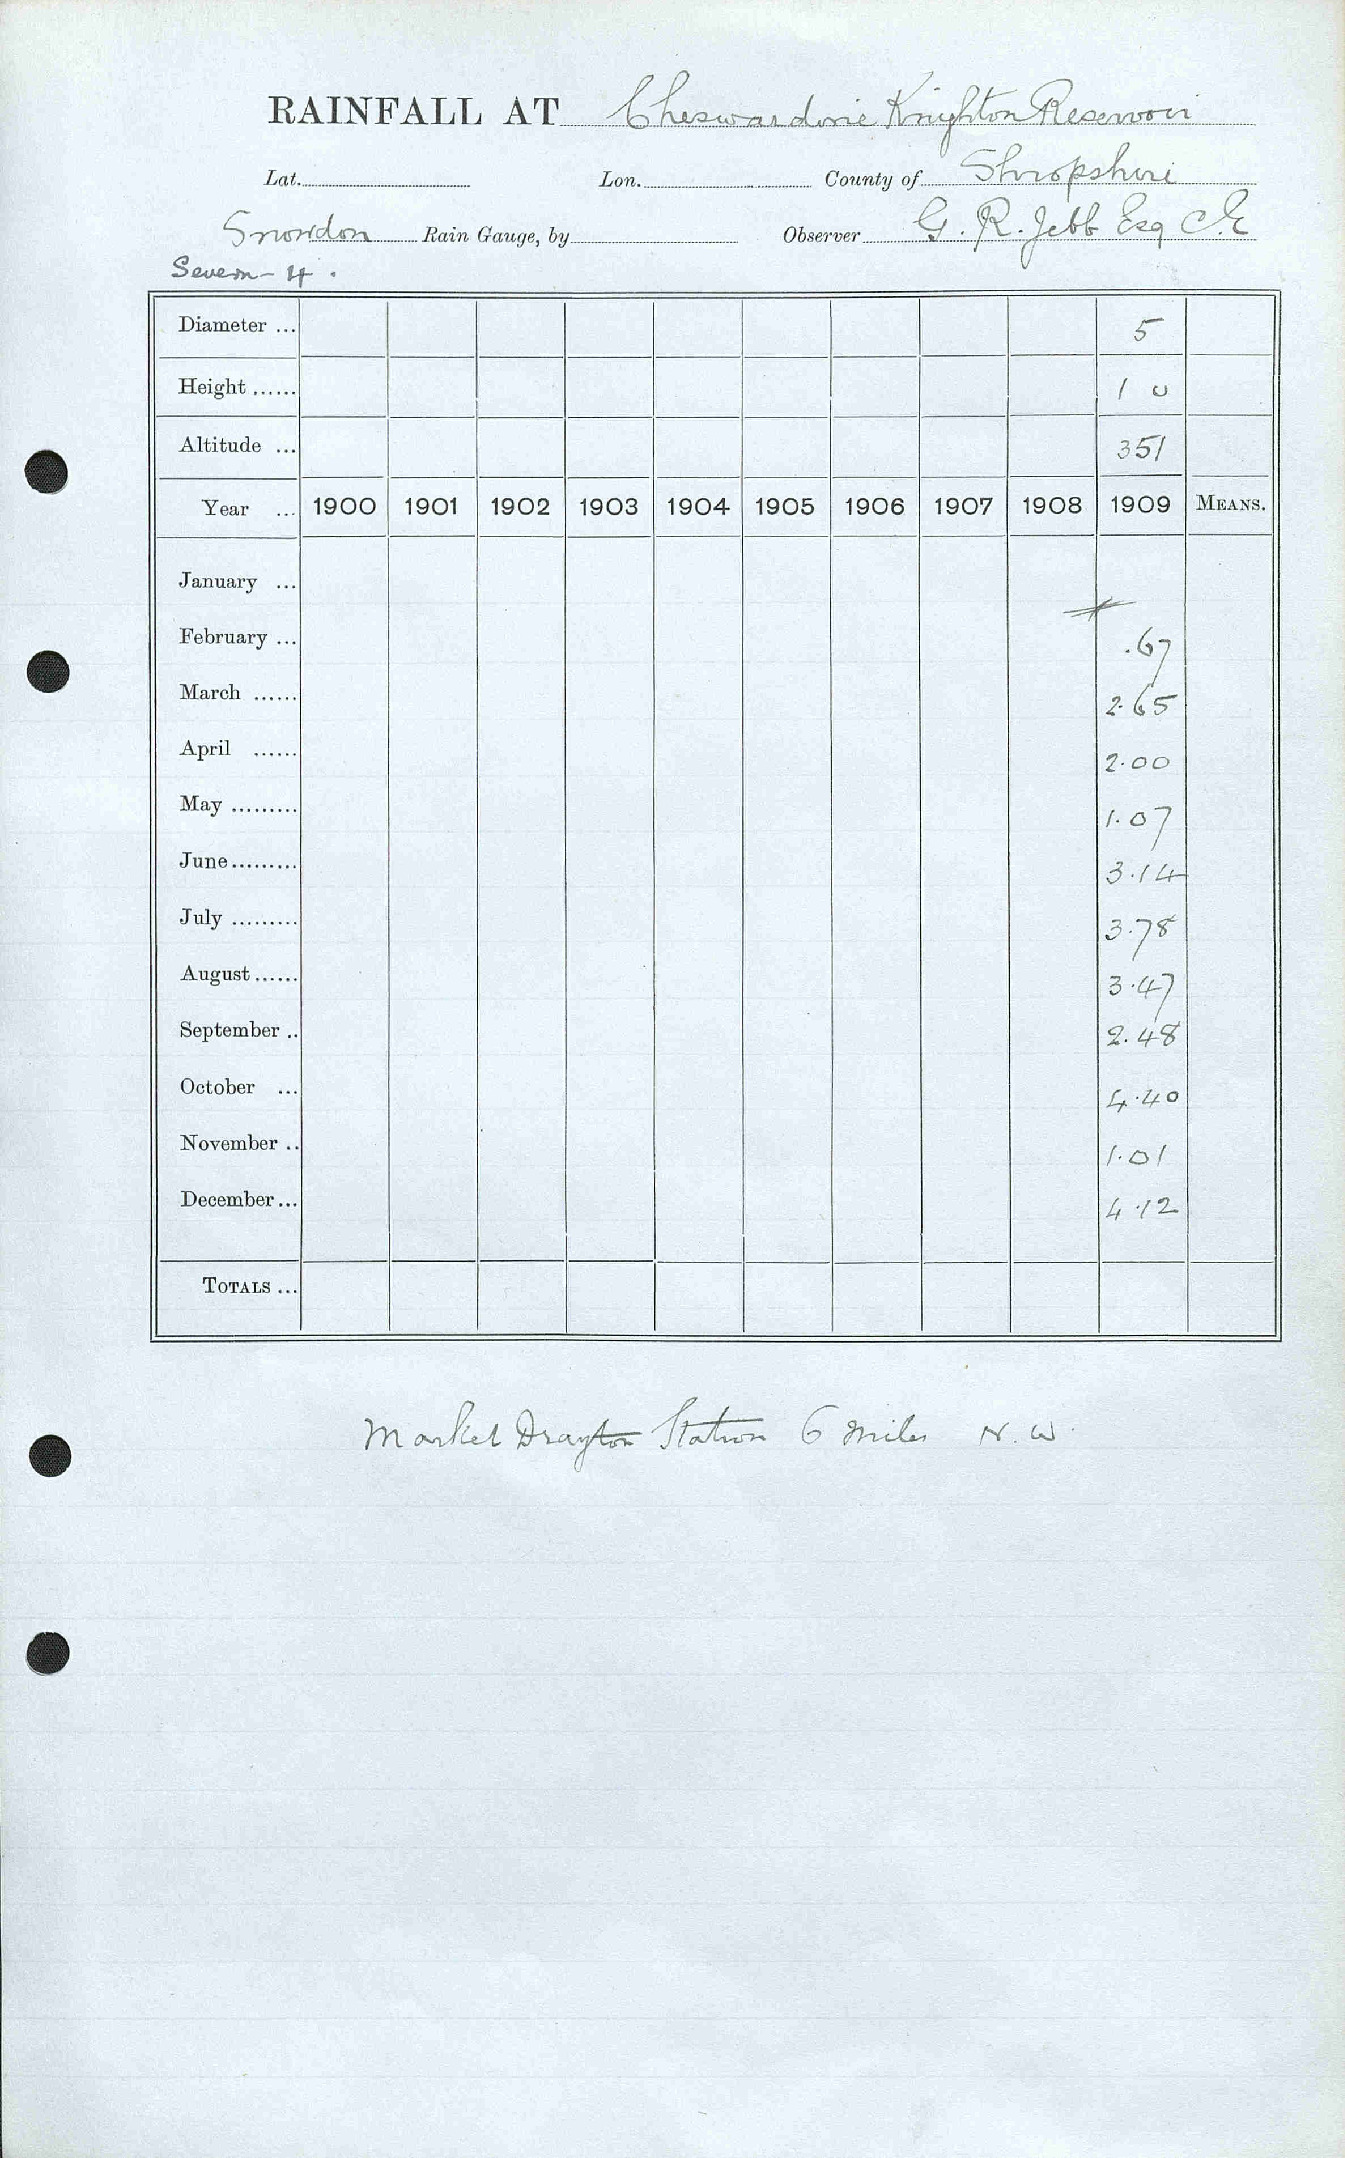 RAINFALL AT Cheswardine Knighton Reservoir
Lat. Lon. County of Shropshire
Snowdon Rain Gauge, by Observer G. R. Jebb Esq C.E
Severn - 4.
Diameter ... 5
Height ...... 1 0
Altitude ... 351
Year ... 1900 1901 1902 1903 1904 1905 1906 1907 1908 1909 MEANS.
January ...
February ... .67
March ...... 2.65
April ...... 2.00
May ......... 1.07
June ......... 3.14
July ......... 3.78
August ...... 3.47
September .. 2.48
October ... 4.40
November .. 1.01
December ... 4.12
TOTALS ...
Market Drayton Station 6 miles N.W.